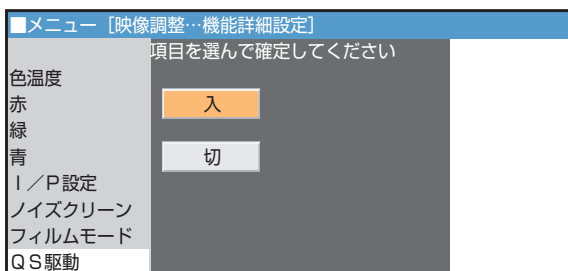 ■メニュー［映像調整…機能詳細設定］
項目を選んで確定してください
色温度
赤
入
緑
青
切
Ｉ／Ｐ設定
ノイズクリーン
フィルムモード
ＱＳ駆動